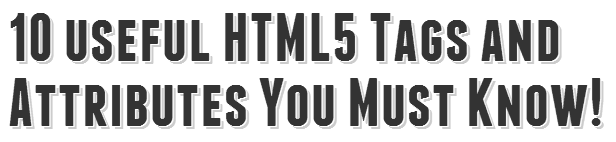 10 useful HTML5 Tags and
Attributes You Must Know!